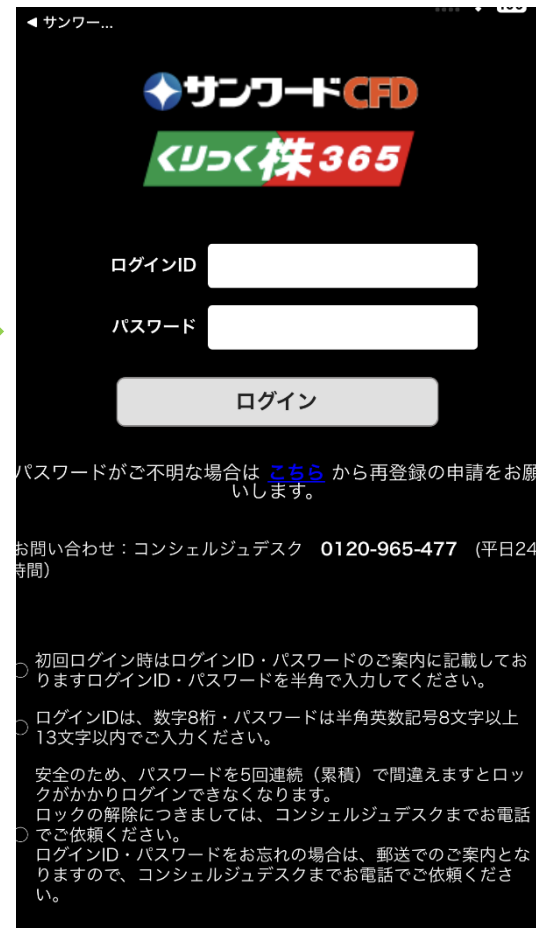 ◀ サンワー...
サンワードCFD
くりっく株365
ログインID
パスワード
ログイン
パスワードがご不明な場合は こちら から再登録の申請をお願
いします。
お問い合わせ：コンシェルジュデスク 0120-965-477 (平日24
時間)
初回ログイン時はログインID・パスワードのご案内に記載してお
りますログインID・パスワードを半角で入力してください。
ログインIDは、数字8桁・パスワードは半角英数記号8文字以上
13文字以内でご入力ください。
安全のため、パスワードを5回連続（累積）で間違えますとロッ
クがかかりログインできなくなります。
ロックの解除につきましては、コンシェルジュデスクまでお電話
でご依頼ください。
ログインID・パスワードをお忘れの場合は、郵送でのご案内とな
りますので、コンシェルジュデスクまでお電話でご依頼くださ
い。